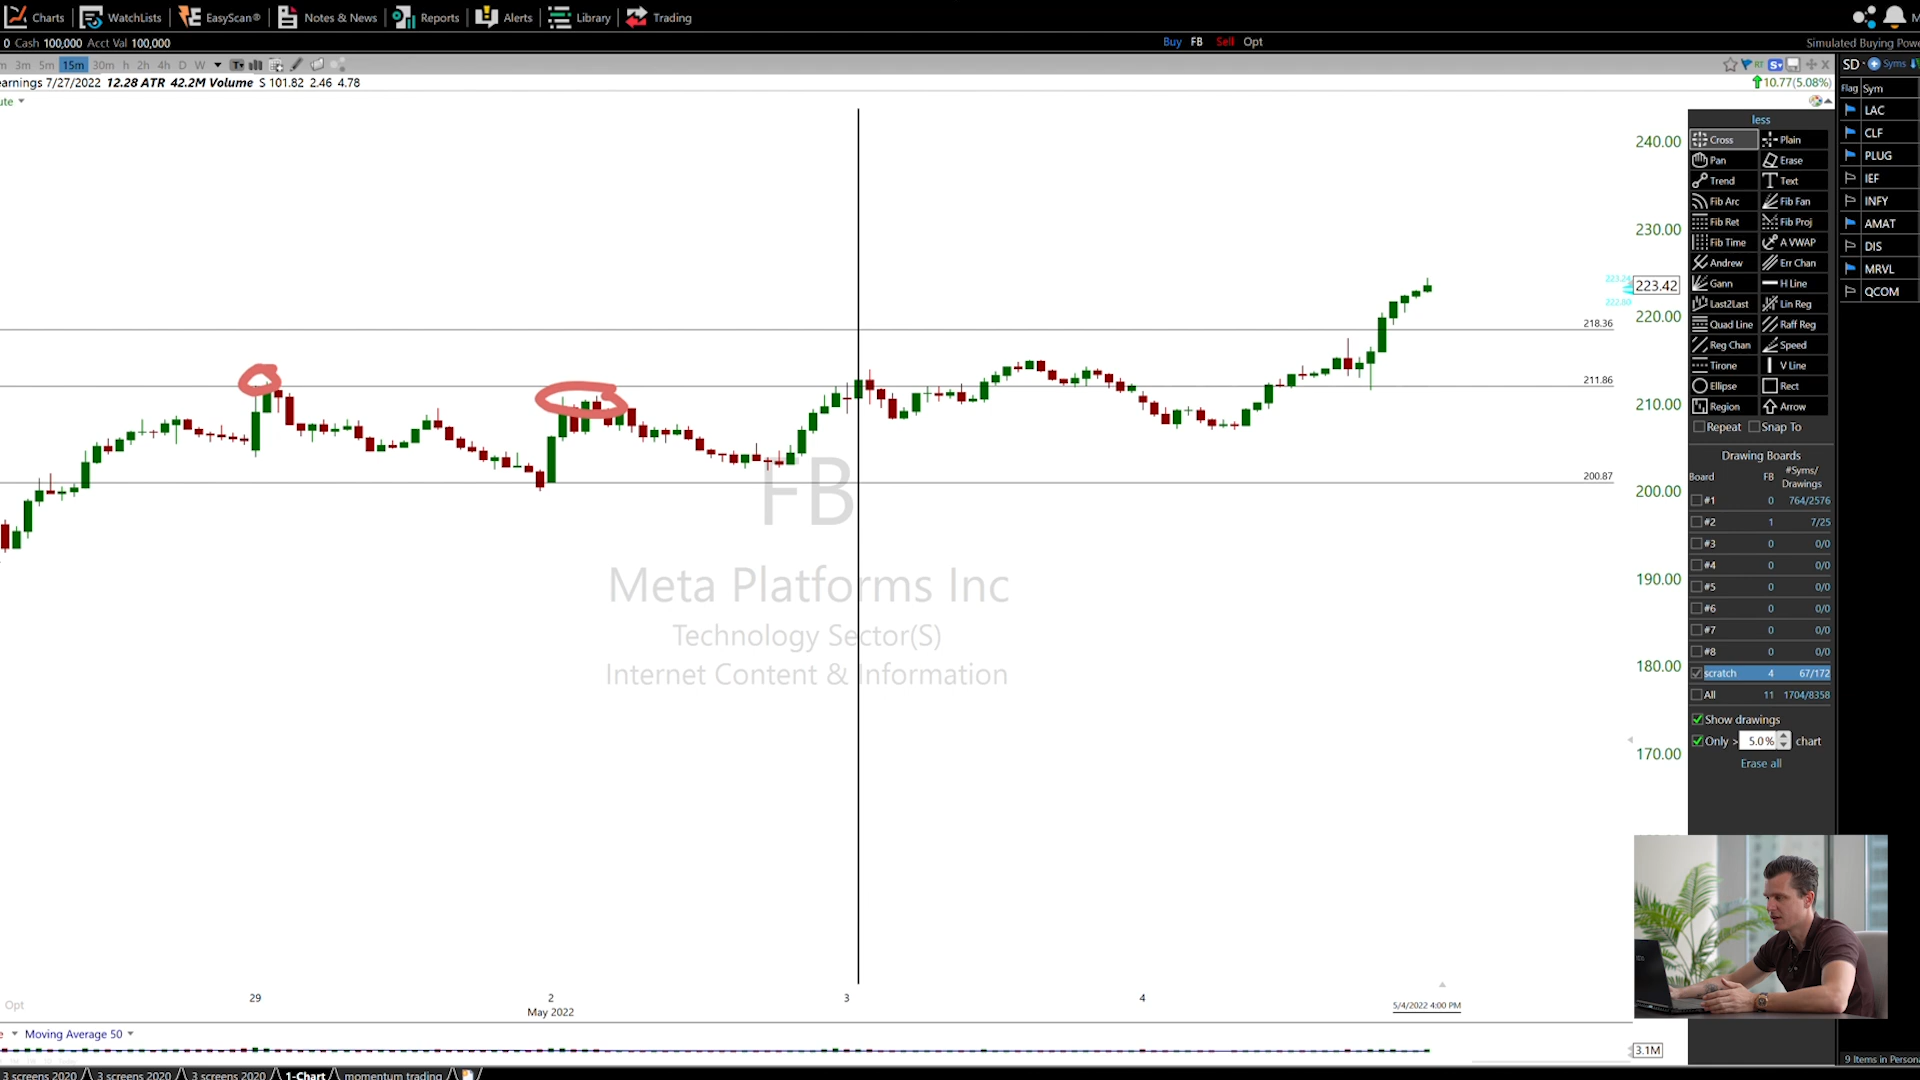 Charts WatchLists EasyScan® Notes & News Reports Alerts Library Trading
0 Cash 100,000 Acct Val 100,000 Buy FB Sell Opt Simulated Buying Powe
m 3m 5m 15m 30m h 2h 4h D W RT SD Syms
earnings 7/27/2022 12.28 ATR 42.2M Volume S 101.82 2.46 4.78 10.77(5.08%)
ute
Flag Sym
LAC
CLF
PLUG
IEF
INFY
AMAT
DIS
MRVL
QCOM
240.00
230.00
223.24
223.42
222.80
220.00
218.36
211.86
210.00
200.87
200.00
190.00
180.00
170.00
FB
Meta Platforms Inc
Technology Sector(S)
Internet Content & Information
less
Cross Plain
Pan Erase
Trend Text
Fib Arc Fib Fan
Fib Ret Fib Proj
Fib Time A VWAP
Andrew Err Chan
Gann H Line
Last2Last Lin Reg
Quad Line Raff Reg
Reg Chan Speed
Tirone V Line
Ellipse Rect
Region Arrow
Repeat Snap To
Drawing Boards
Board FB #Syms/
Drawings
#1 0 764/2576
#2 1 7/25
#3 0 0/0
#4 0 0/0
#5 0 0/0
#6 0 0/0
#7 0 0/0
#8 0 0/0
scratch 4 67/172
All 11 1704/8358
Show drawings
Only > 5.0% chart
Erase all
Opt 29 2 3 4 5/4/2022 4:00 PM
May 2022
e Moving Average 50
3.1M
3 screens 2020 3 screens 2020 3 screens 2020 1-Chart momentum trading
9 Items in Persona